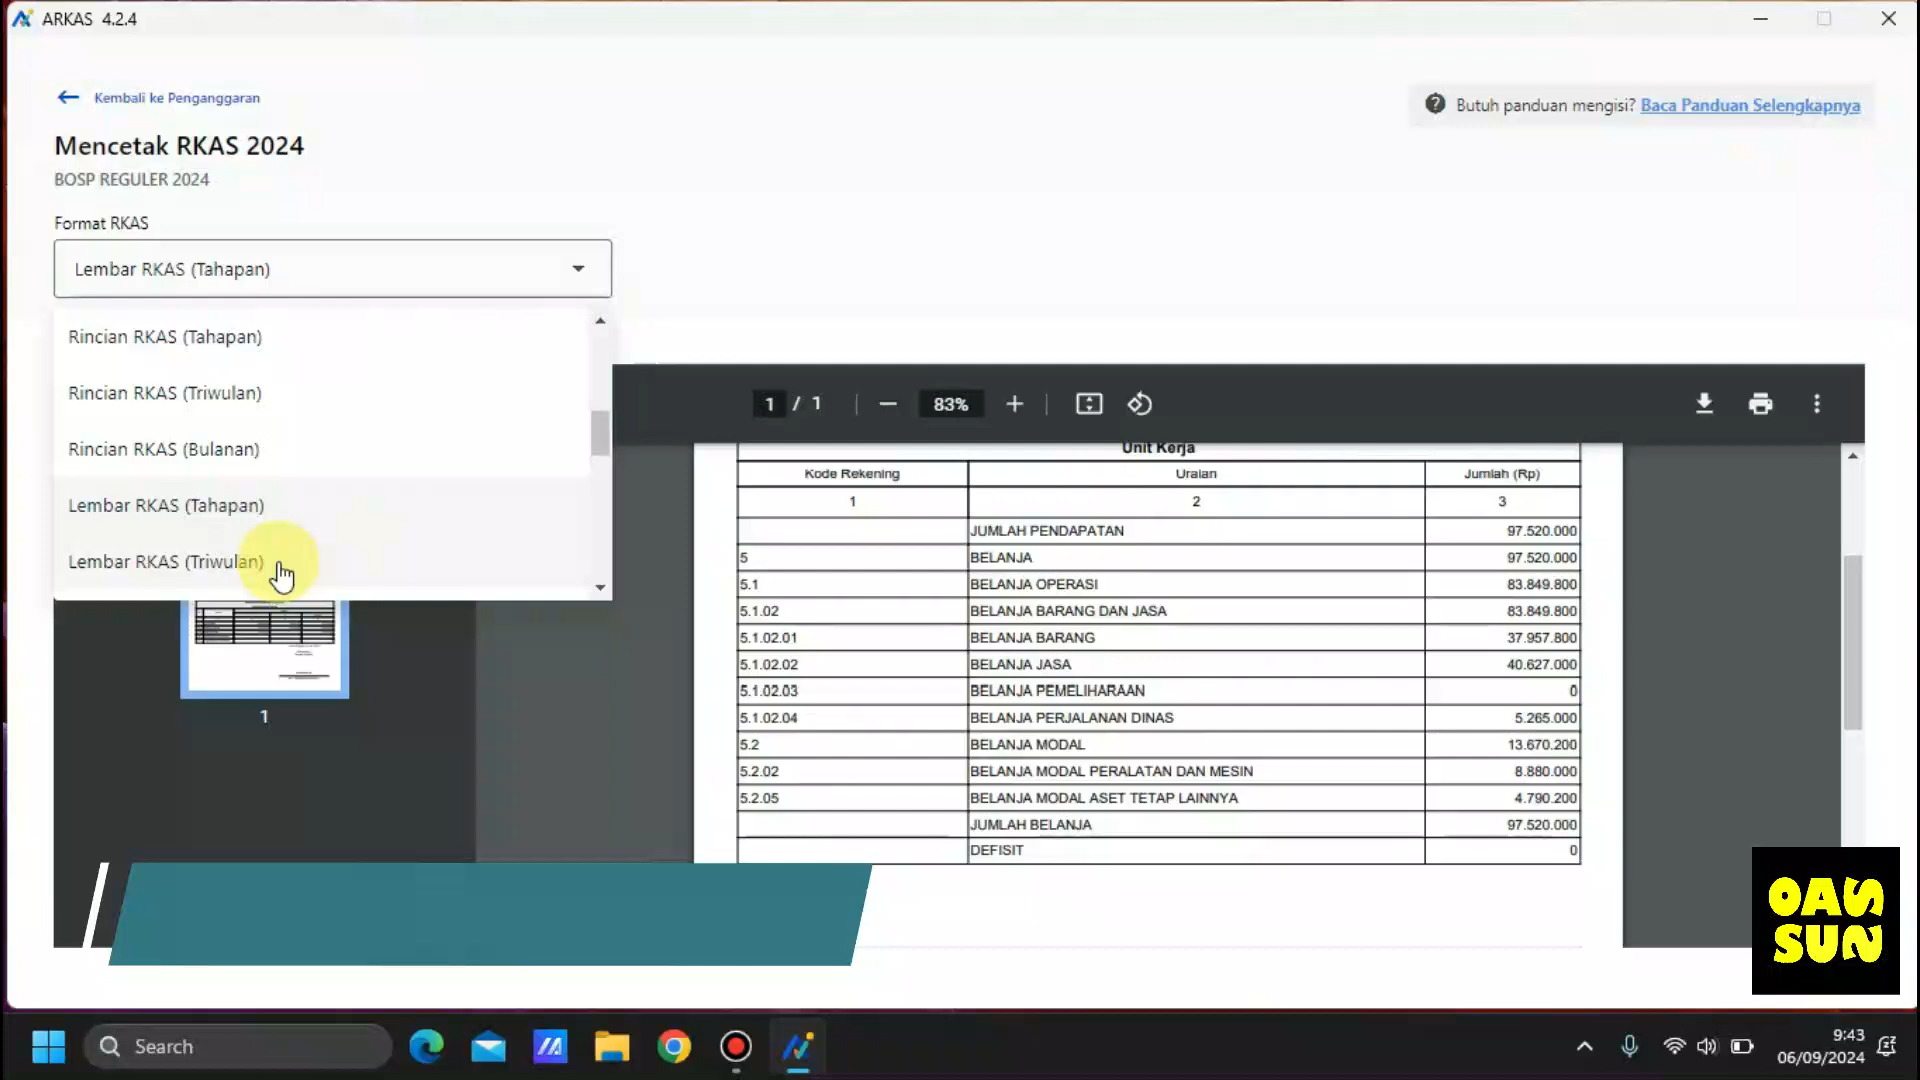 ARKAS 4.2.4
Kembali ke Penganggaran
Butuh panduan mengisi? Baca Panduan Selengkapnya
Mencetak RKAS 2024
BOSP REGULER 2024
Format RKAS
Lembar RKAS (Tahapan)
Rincian RKAS (Tahapan)
Rincian RKAS (Triwulan)
Rincian RKAS (Bulanan)
Lembar RKAS (Tahapan)
Lembar RKAS (Triwulan)
1
1 / 1 83%
Unit Kerja
Kode Rekening Uraian Jumlah (Rp)
1 2 3
JUMLAH PENDAPATAN 97.520.000
5 BELANJA 97.520.000
5.1 BELANJA OPERASI 83.849.800
5.1.02 BELANJA BARANG DAN JASA 83.849.800
5.1.02.01 BELANJA BARANG 37.957.800
5.1.02.02 BELANJA JASA 40.627.000
5.1.02.03 BELANJA PEMELIHARAAN 0
5.1.02.04 BELANJA PERJALANAN DINAS 5.265.000
5.2 BELANJA MODAL 13.670.200
5.2.02 BELANJA MODAL PERALATAN DAN MESIN 8.880.000
5.2.05 BELANJA MODAL ASET TETAP LAINNYA 4.790.200
JUMLAH BELANJA 97.520.000
DEFISIT 0
OAS
SUN
Search
9:43
06/09/2024